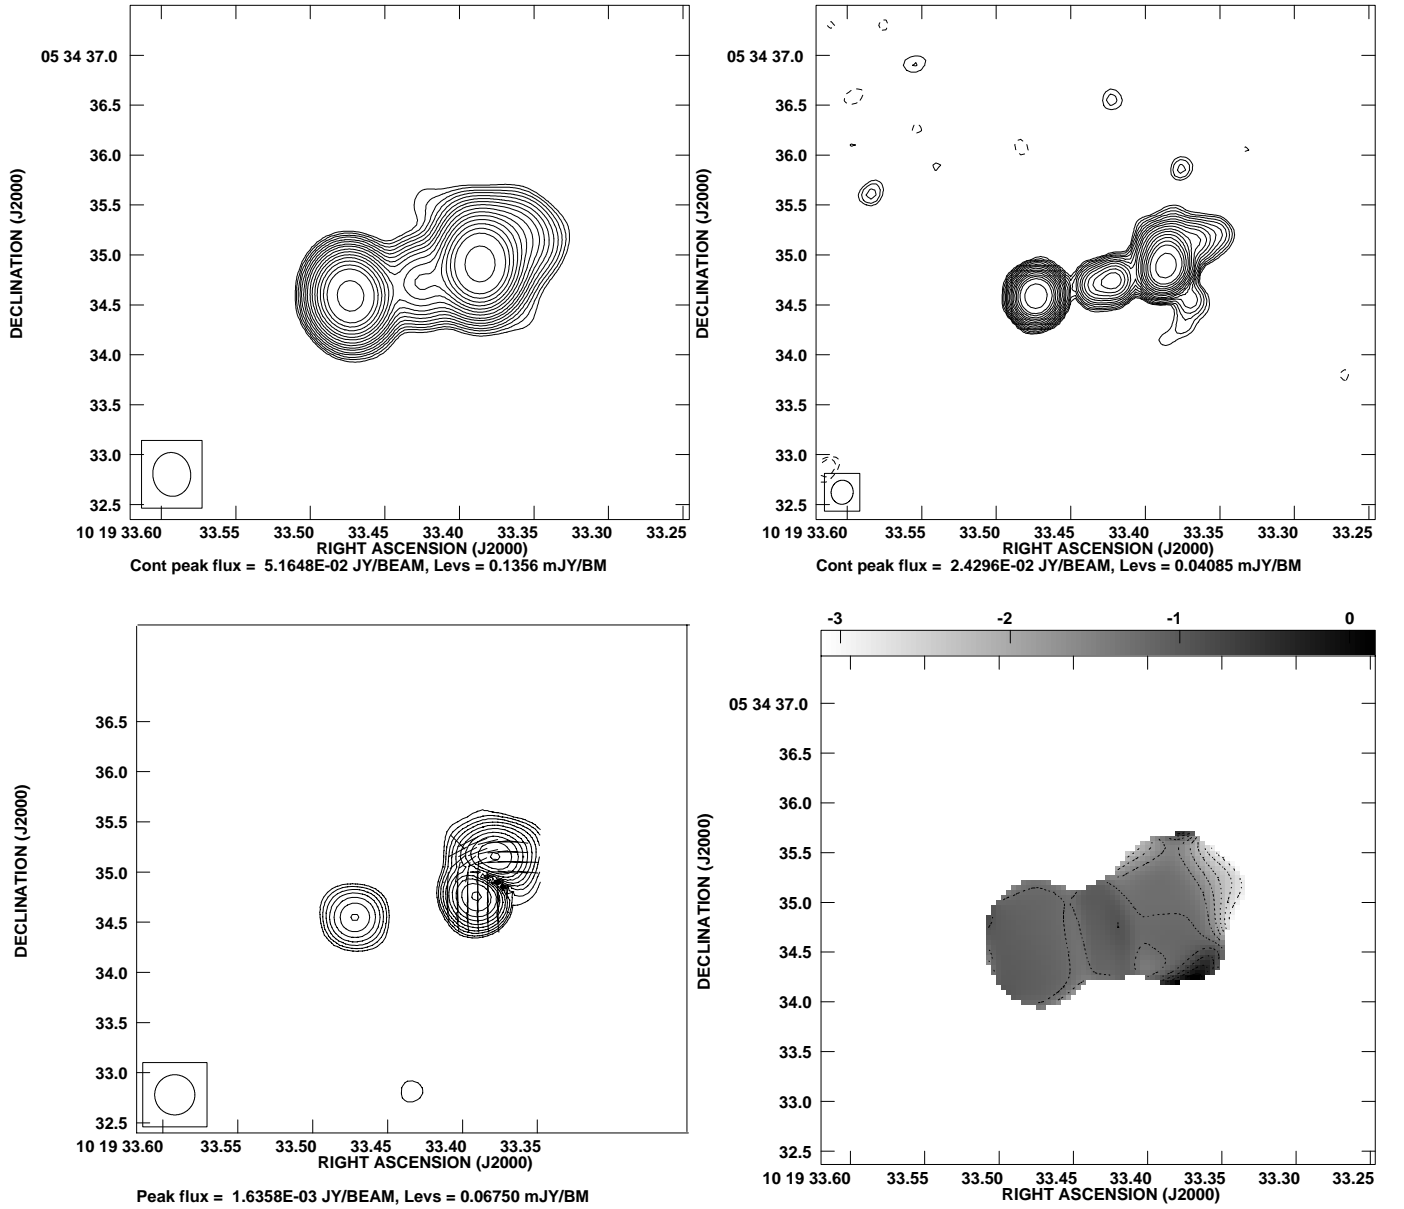 05 34 37.0
36.5
36.0
35.5
35.0
34.5
34.0
33.5
33.0
32.5
DECLINATION (J2000)
10 19 33.60 33.55 33.50 33.45 33.40 33.35 33.30 33.25
RIGHT ASCENSION (J2000)
Cont peak flux = 5.1648E-02 JY/BEAM, Levs = 0.1356 mJY/BM
05 34 37.0
36.5
36.0
35.5
35.0
34.5
34.0
33.5
33.0
32.5
DECLINATION (J2000)
10 19 33.60 33.55 33.50 33.45 33.40 33.35 33.30 33.25
RIGHT ASCENSION (J2000)
Cont peak flux = 2.4296E-02 JY/BEAM, Levs = 0.04085 mJY/BM
36.5
36.0
35.5
35.0
34.5
34.0
33.5
33.0
32.5
DECLINATION (J2000)
10 19 33.60 33.55 33.50 33.45 33.40 33.35
RIGHT ASCENSION (J2000)
Peak flux = 1.6358E-03 JY/BEAM, Levs = 0.06750 mJY/BM
-3 -2 -1 0
05 34 37.0
36.5
36.0
35.5
35.0
34.5
34.0
33.5
33.0
32.5
DECLINATION (J2000)
10 19 33.60 33.55 33.50 33.45 33.40 33.35 33.30 33.25
RIGHT ASCENSION (J2000)